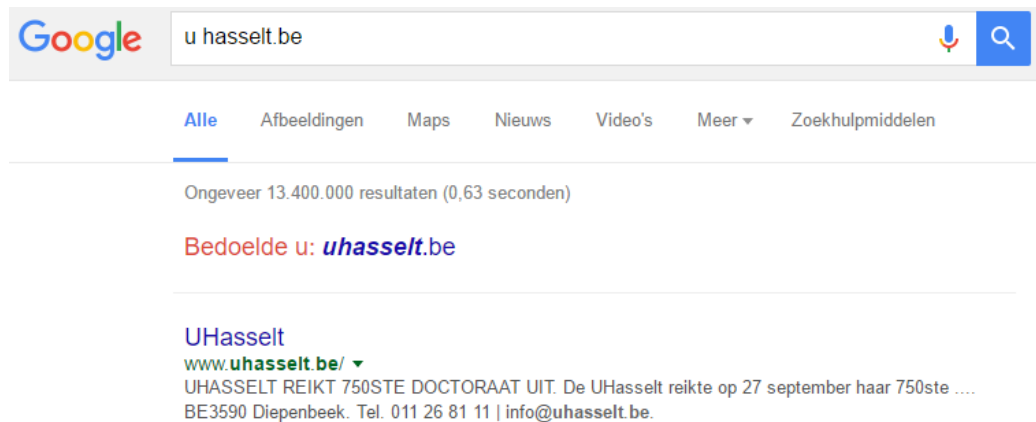 Google u hasselt.be
Alle Afbeeldingen Maps Nieuws Video's Meer Zoekhulpmiddelen
Ongeveer 13.400.000 resultaten (0,63 seconden)
Bedoelde u: uhasselt.be
UHasselt
www.uhasselt.be/
UHASSELT REIKT 750STE DOCTORAAT UIT. De UHasselt reikte op 27 september haar 750ste ....
BE3590 Diepenbeek. Tel. 011 26 81 11 | info@uhasselt.be.